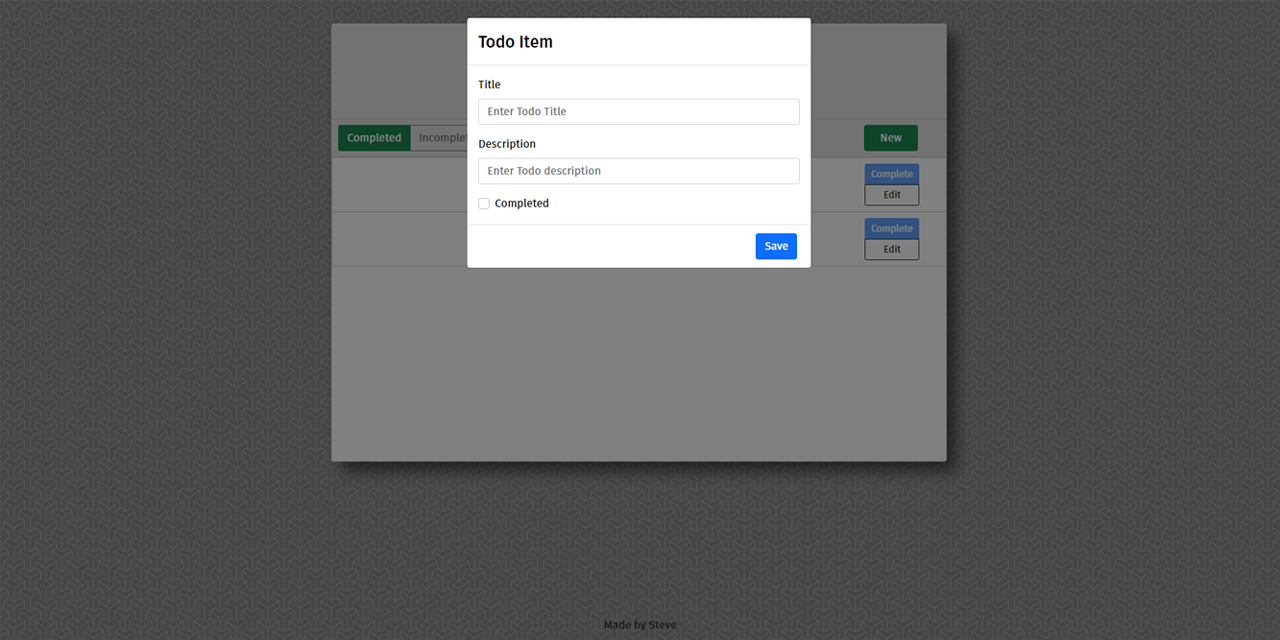 Todo Item
Title
Enter Todo Title
Completed
New
Description
Complete
Enter Todo description
Edit
Completed
Complete
Save
Edit
Made by Steve